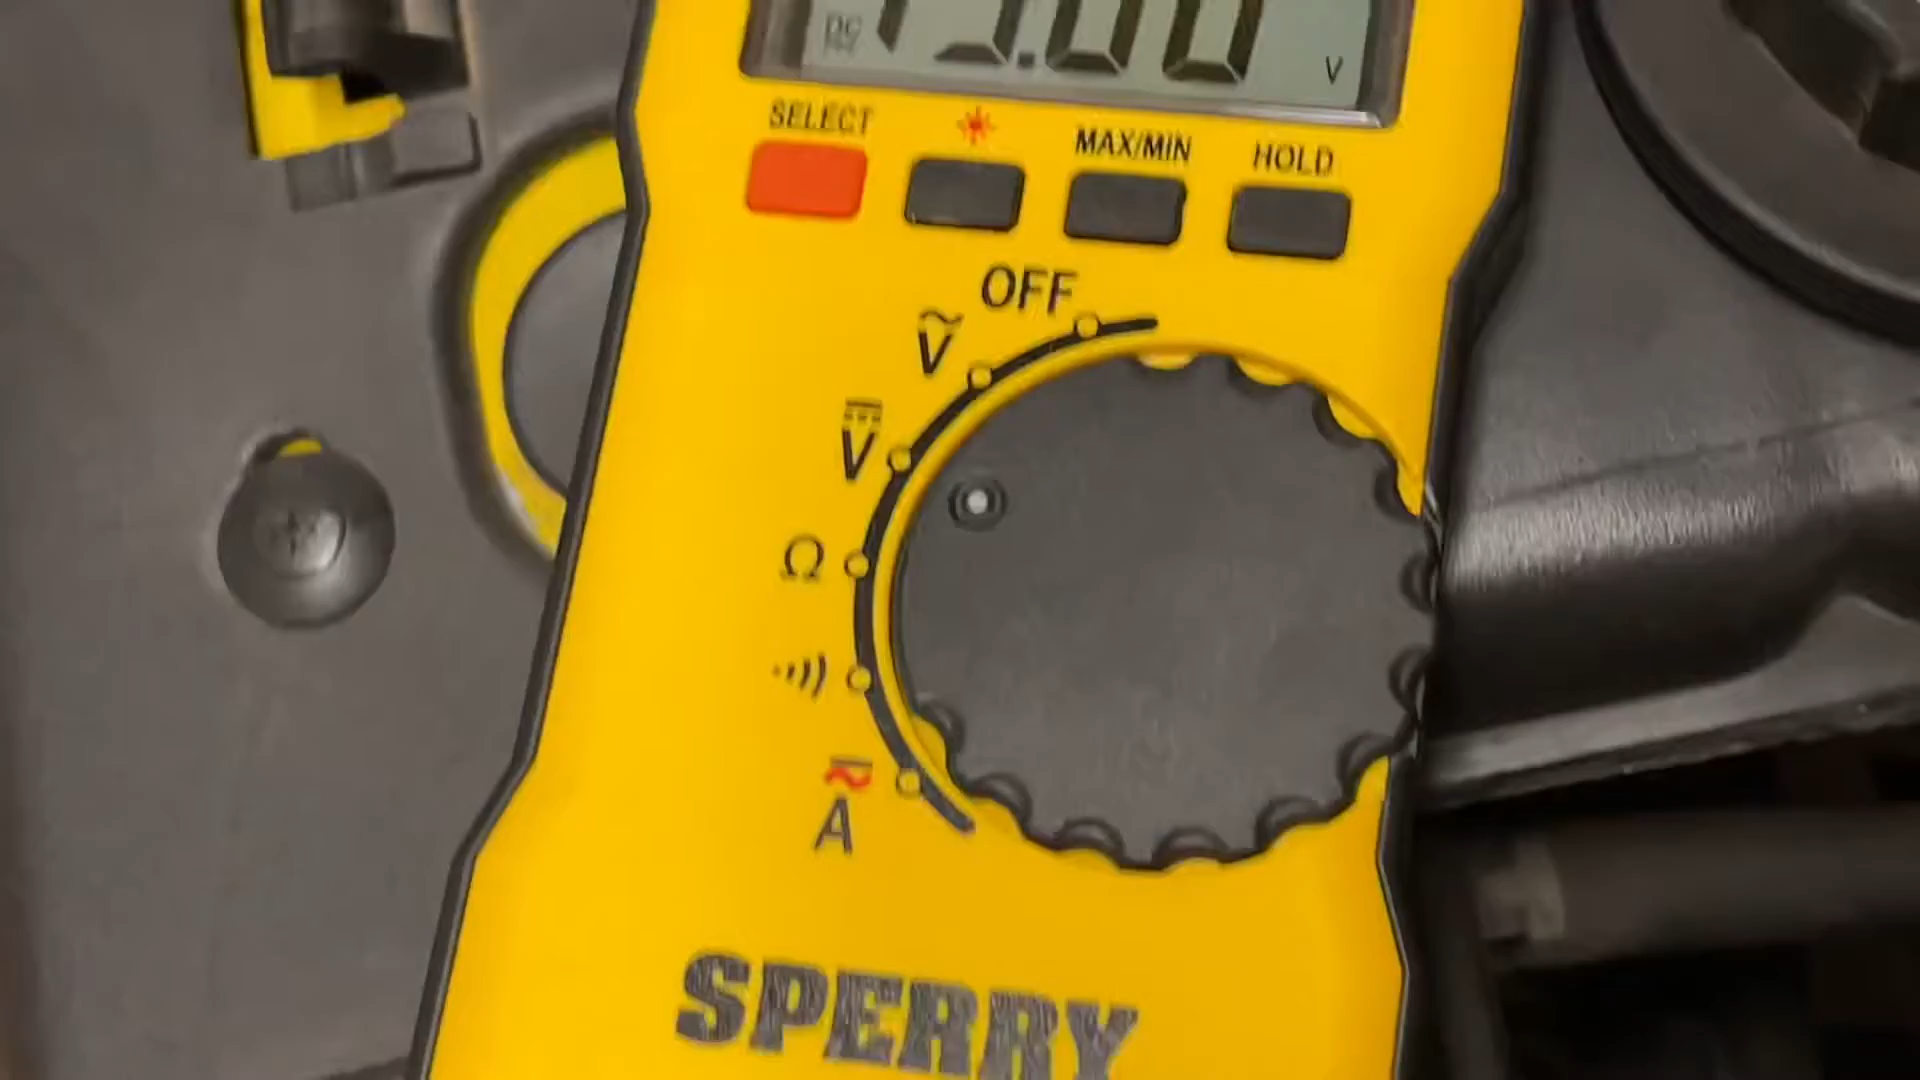 DC V
SELECT MAX/MIN HOLD
OFF
V
V
Ω
A
SPERRY